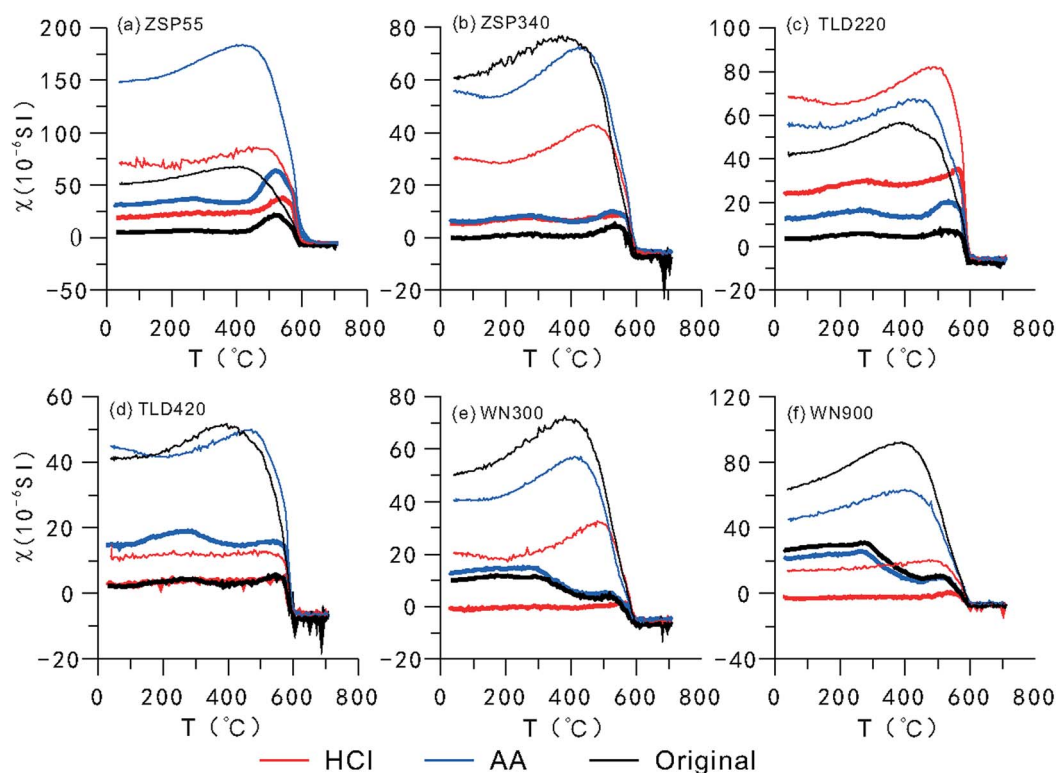 (a) ZSP55
(b) ZSP340
(c) TLD220
200
150
100
50
0
−50
80
60
40
20
0
−20
100
80
60
40
20
0
−20
χ(10⁻⁶SI)
0 200 400 600 800
0 200 400 600 800
0 200 400 600 800
T (℃)
T (℃)
T (℃)
(d) TLD420
(e) WN300
(f) WN900
60
40
20
0
−20
80
60
40
20
0
−20
120
80
40
0
−40
χ(10⁻⁶SI)
0 200 400 600 800
0 200 400 600 800
0 200 400 600 800
T (℃)
T (℃)
T (℃)
HCl
AA
Original